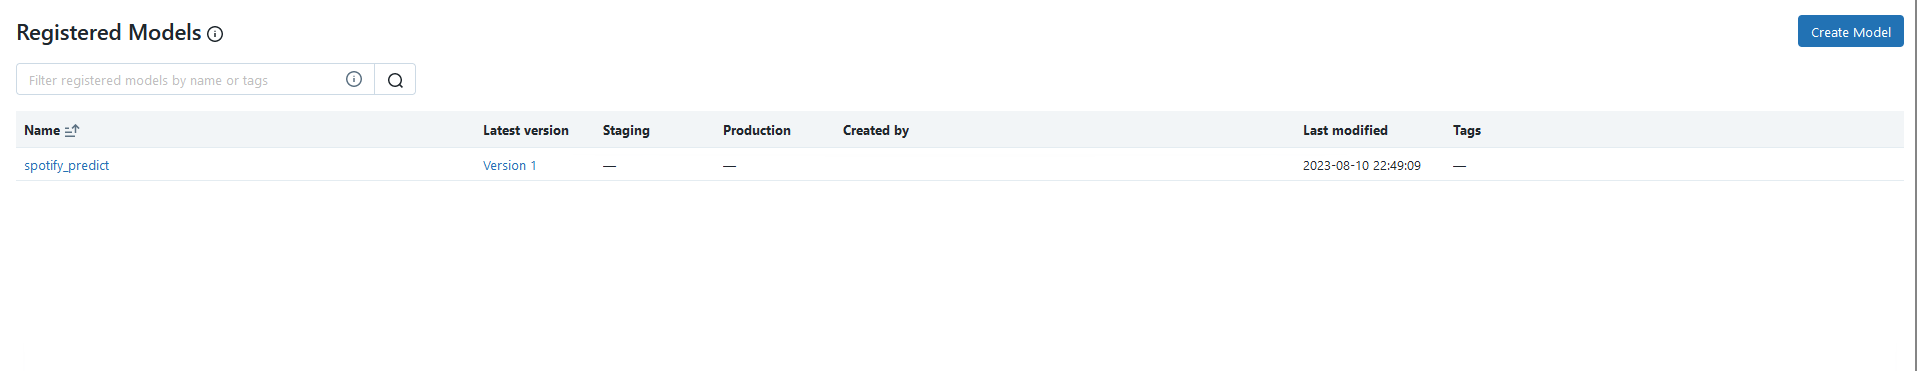 Registered Models
Create Model
Filter registered models by name or tags
Name Latest version Staging Production Created by Last modified Tags
spotify_predict Version 1 — — 2023-08-10 22:49:09 —